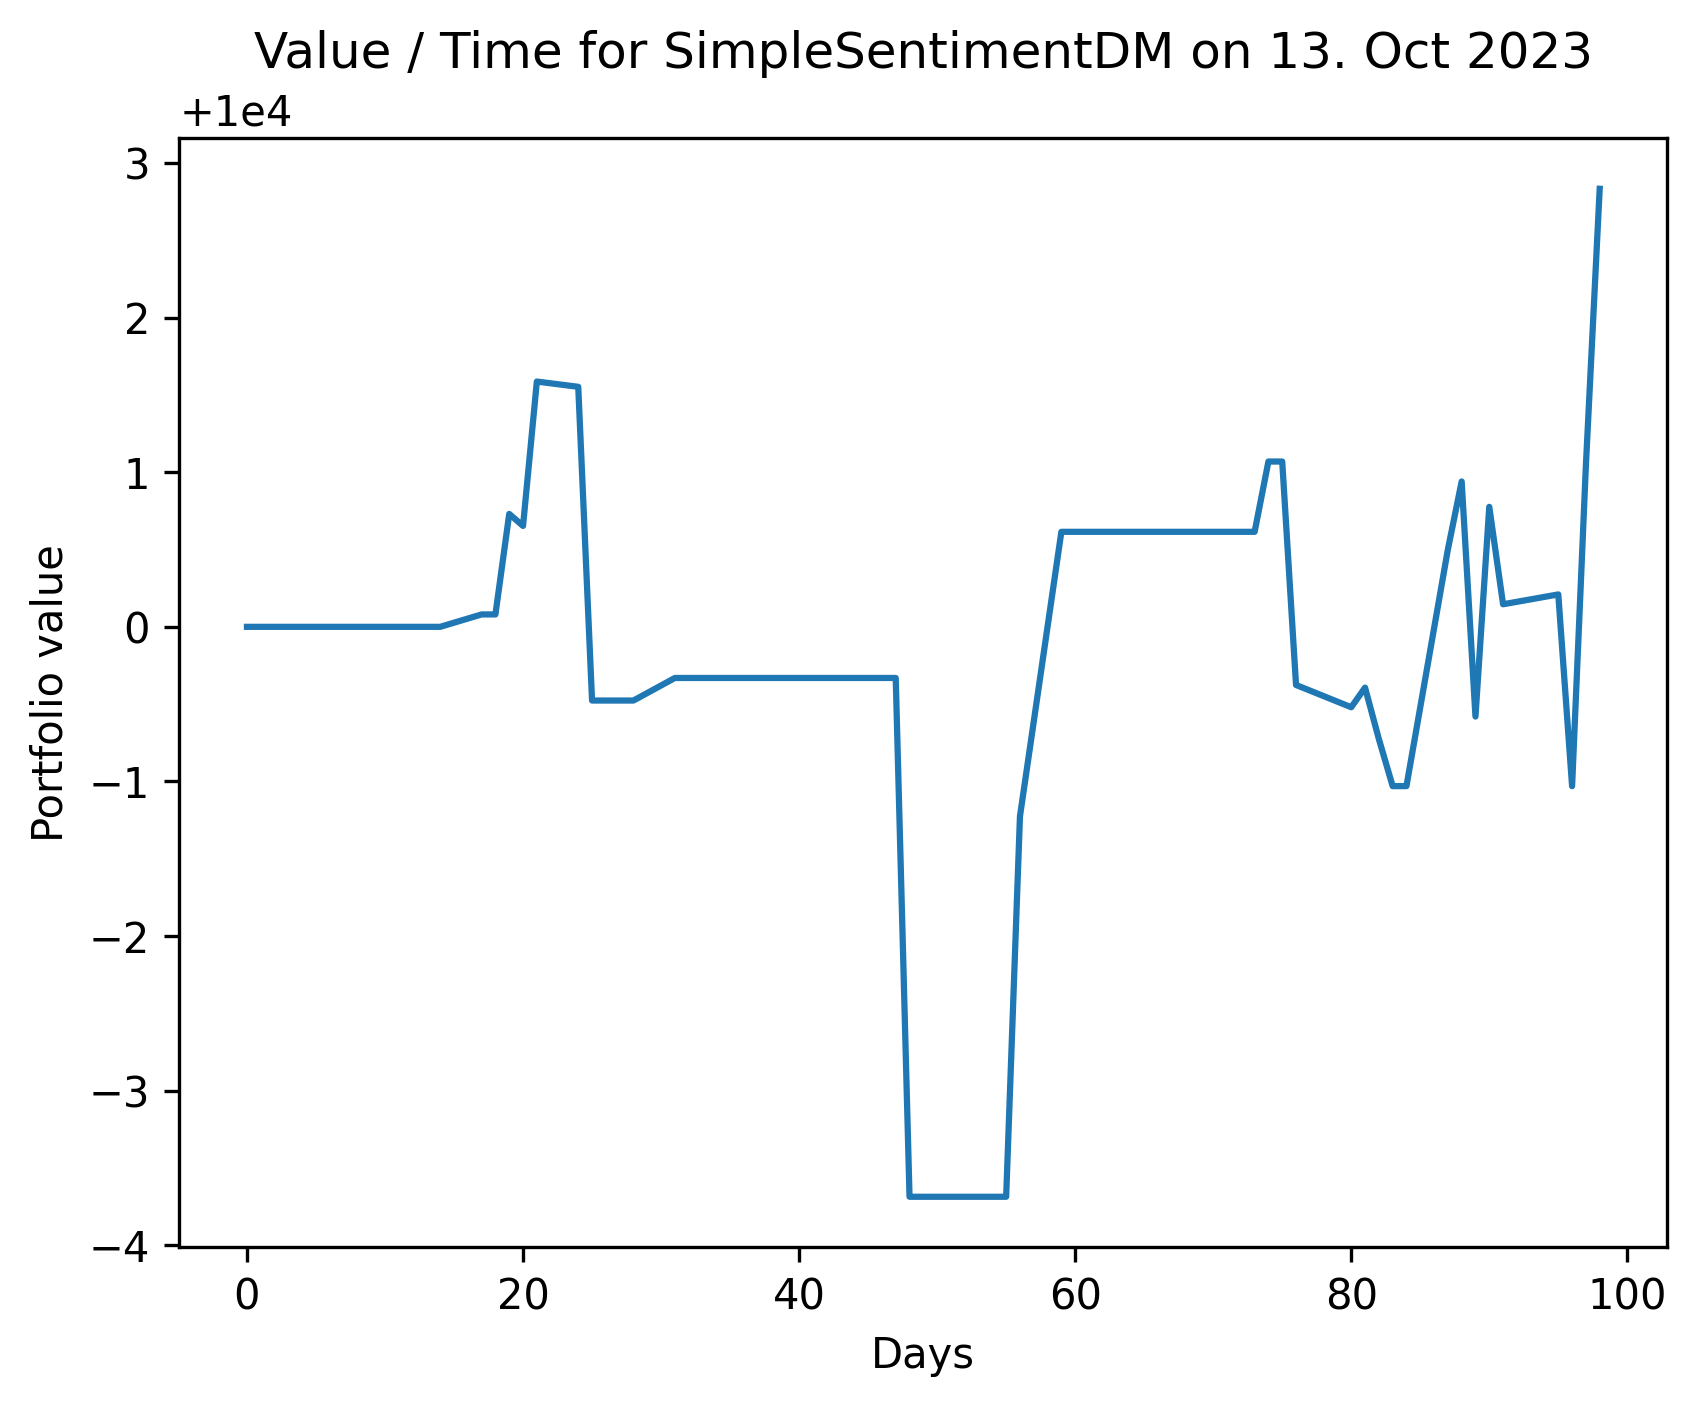 Value / Time for SimpleSentimentDM on 13. Oct 2023
+1e4
3
2
1
0
−1
−2
−3
−4
Portfolio value
0 20 40 60 80 100
Days